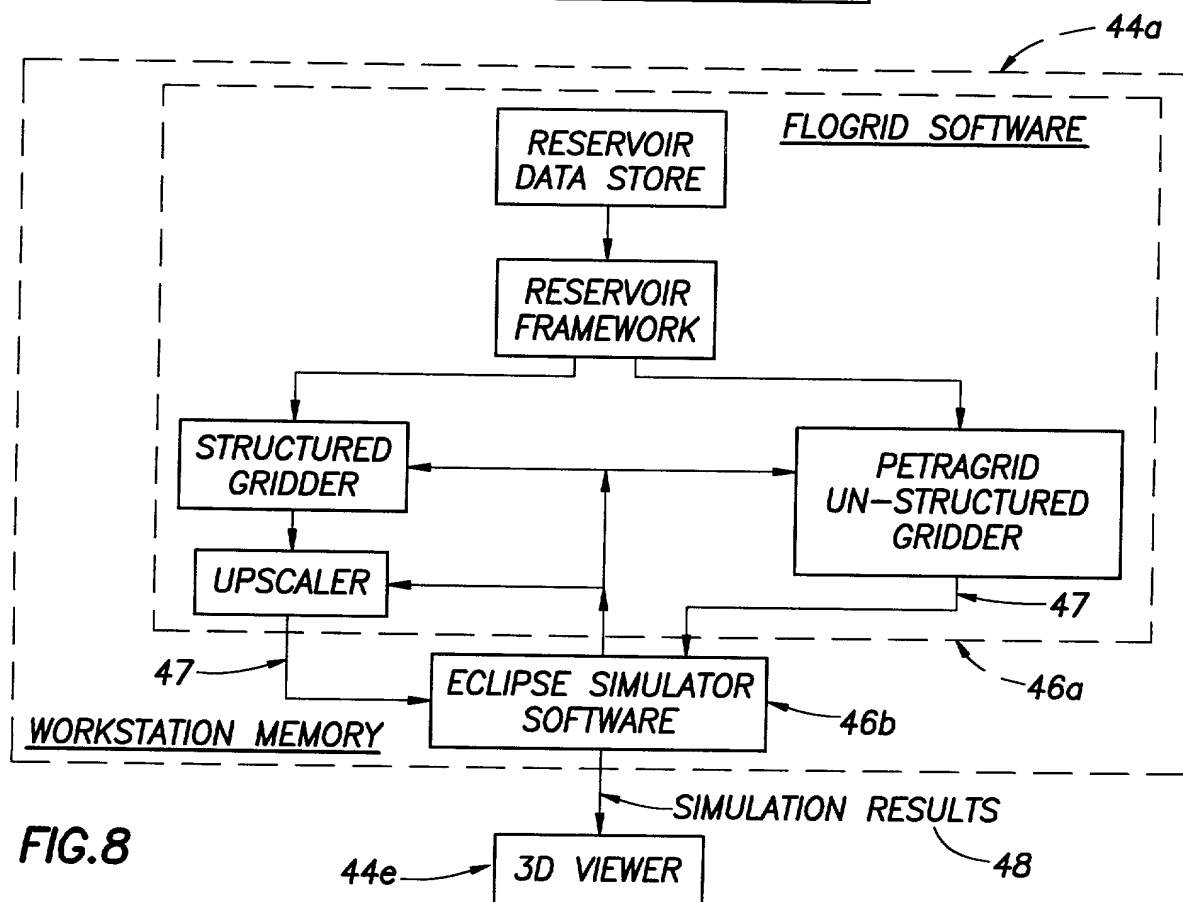 44a
FLOGRID SOFTWARE
RESERVOIR
DATA STORE
RESERVOIR
FRAMEWORK
STRUCTURED
GRIDDER
PETRAGRID
UN-STRUCTURED
GRIDDER
UPSCALER
47
47
ECLIPSE SIMULATOR
SOFTWARE
46a
46b
WORKSTATION MEMORY
SIMULATION RESULTS
48
FIG.8
44e
3D VIEWER